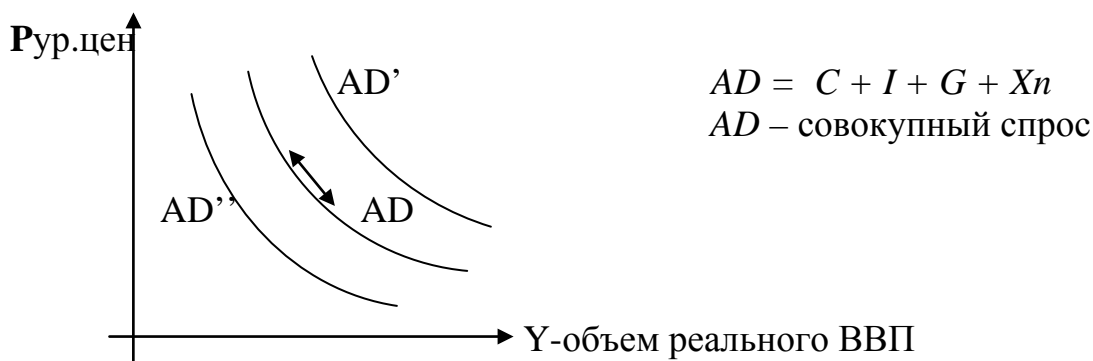 Рур.цен
AD'
AD = C + I + G + Xn
AD – совокупный спрос
AD''
AD
Y-объем реального ВВП